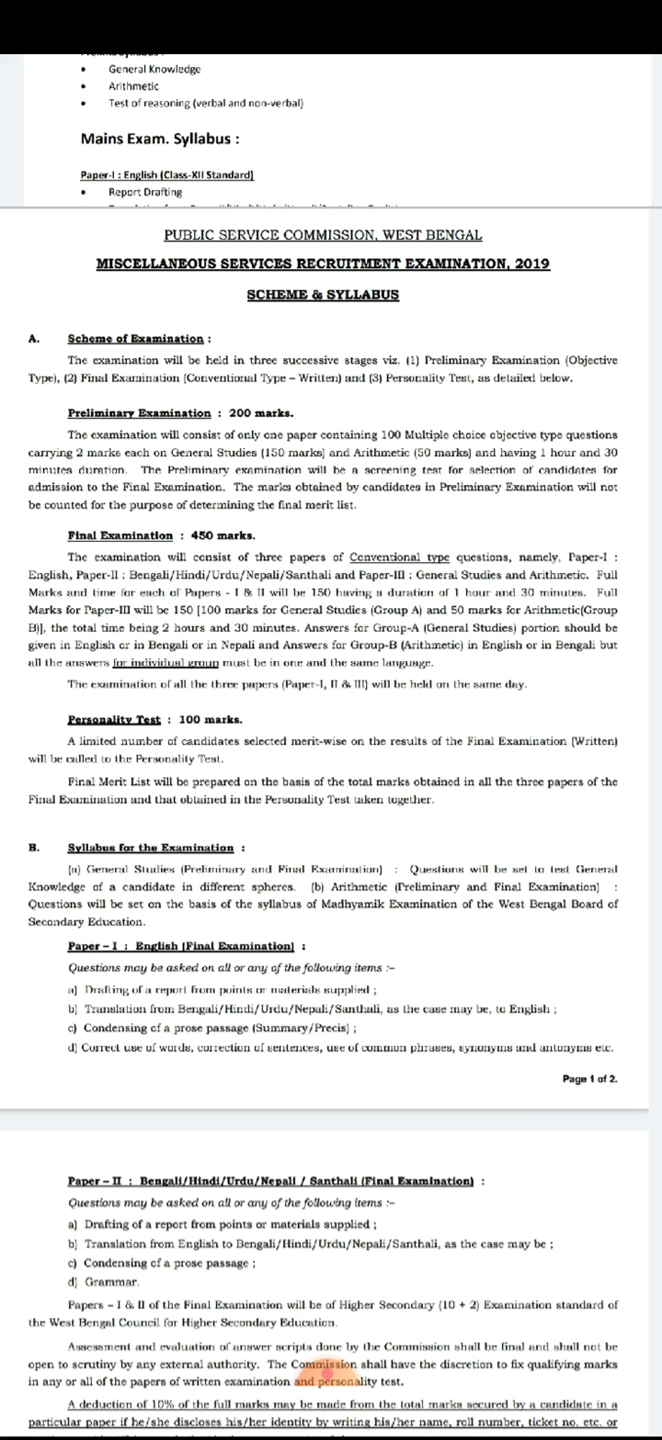 • General Knowledge
• Arithmetic
• Test of reasoning (verbal and non-verbal)
Mains Exam. Syllabus :
Paper-I : English (Class-XII Standard)
• Report Drafting
PUBLIC SERVICE COMMISSION, WEST BENGAL
MISCELLANEOUS SERVICES RECRUITMENT EXAMINATION, 2019
SCHEME & SYLLABUS
A. Scheme of Examination :
The examination will be held in three successive stages viz. (1) Preliminary Examination (Objective
Type), (2) Final Examination [Conventional Type – Written) and (3) Personality Test, as detailed below.
Preliminary Examination : 200 marks.
The examination will consist of only one paper containing 100 Multiple choice objective type questions
carrying 2 marks each on General Studies (150 marks) and Arithmetic (50 marks) and having 1 hour and 30
minutes duration. The Preliminary examination will be a screening test for selection of candidates for
admission to the Final Examination. The marks obtained by candidates in Preliminary Examination will not
be counted for the purpose of determining the final merit list.
Final Examination : 450 marks.
The examination will consist of three papers of Conventional type questions, namely, Paper-I :
English, Paper-II : Bengali/Hindi/Urdu/Nepali/Santhali and Paper-III : General Studies and Arithmetic. Full
Marks and time for each of Papers - I & II will be 150 having a duration of 1 hour and 30 minutes. Full
Marks for Paper-III will be 150 [100 marks for General Studies (Group A) and 50 marks for Arithmetic(Group
B)], the total time being 2 hours and 30 minutes. Answers for Group-A (General Studies) portion should be
given in English or in Bengali or in Nepali and Answers for Group-B (Arithmetic) in English or in Bengali but
all the answers for individual group must be in one and the same language.
The examination of all the three papers (Paper-I, II & III) will be held on the same day.
Personality Test : 100 marks.
A limited number of candidates selected merit-wise on the results of the Final Examination (Written)
will be called to the Personality Test.
Final Merit List will be prepared on the basis of the total marks obtained in all the three papers of the
Final Examination and that obtained in the Personality Test taken together.
B. Syllabus for the Examination :
(a) General Studies (Preliminary and Final Examination) : Questions will be set to test General
Knowledge of a candidate in different spheres. (b) Arithmetic (Preliminary and Final Examination) :
Questions will be set on the basis of the syllabus of Madhyamik Examination of the West Bengal Board of
Secondary Education.
Paper – I : English [Final Examination] :
Questions may be asked on all or any of the following items :–
a) Drafting of a report from points or materials supplied ;
b) Translation from Bengali/Hindi/Urdu/Nepali/Santhali, as the case may be, to English ;
c) Condensing of a prose passage (Summary/Precis) ;
d) Correct use of words, correction of sentences, use of common phrases, synonyms and antonyms etc.
Page 1 of 2.
Paper – II : Bengali/Hindi/Urdu/Nepali / Santhali (Final Examination) :
Questions may be asked on all or any of the following items :–
a) Drafting of a report from points or materials supplied ;
b) Translation from English to Bengali/Hindi/Urdu/Nepali/Santhali, as the case may be ;
c) Condensing of a prose passage ;
d) Grammar.
Papers – I & II of the Final Examination will be of Higher Secondary (10 + 2) Examination standard of
the West Bengal Council for Higher Secondary Education.
Assessment and evaluation of answer scripts done by the Commission shall be final and shall not be
open to scrutiny by any external authority. The Commission shall have the discretion to fix qualifying marks
in any or all of the papers of written examination and personality test.
A deduction of 10% of the full marks may be made from the total marks secured by a candidate in a
particular paper if he/she discloses his/her identity by writing his/her name, roll number, ticket no. etc. or